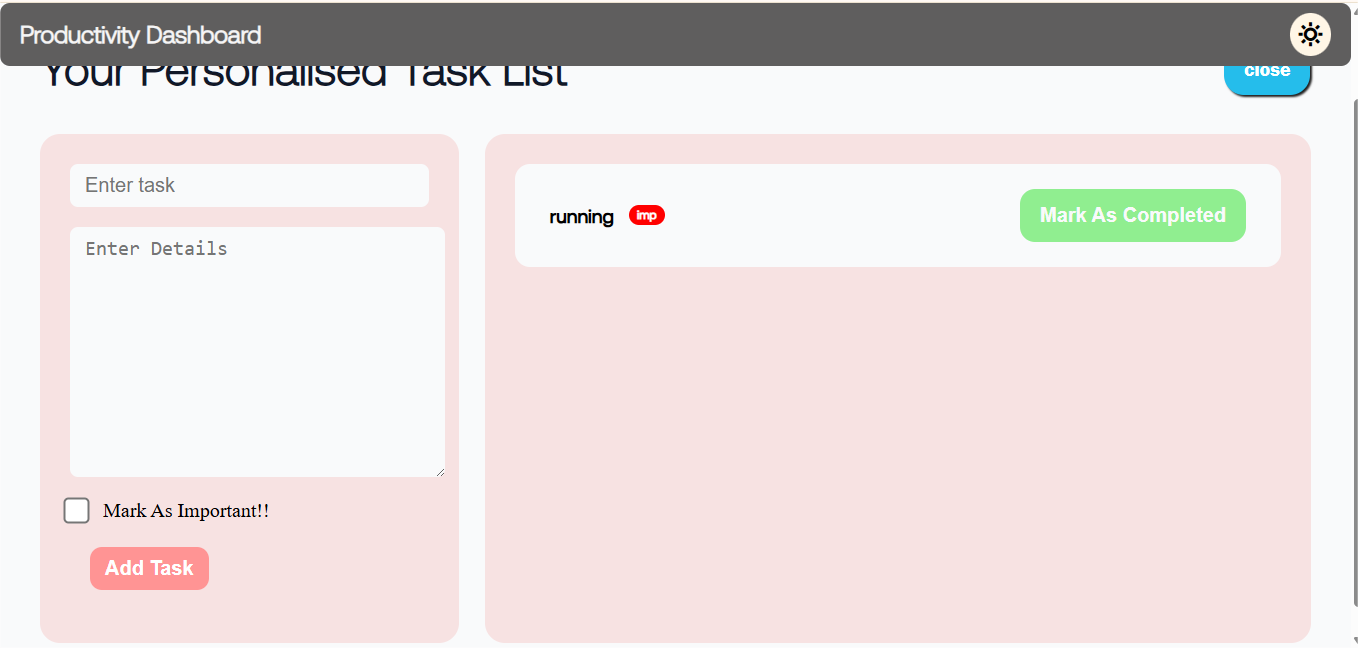 Productivity Dashboard
Your Personalised Task List
close
Enter task
running imp
Mark As Completed
Enter Details
Mark As Important!!
Add Task